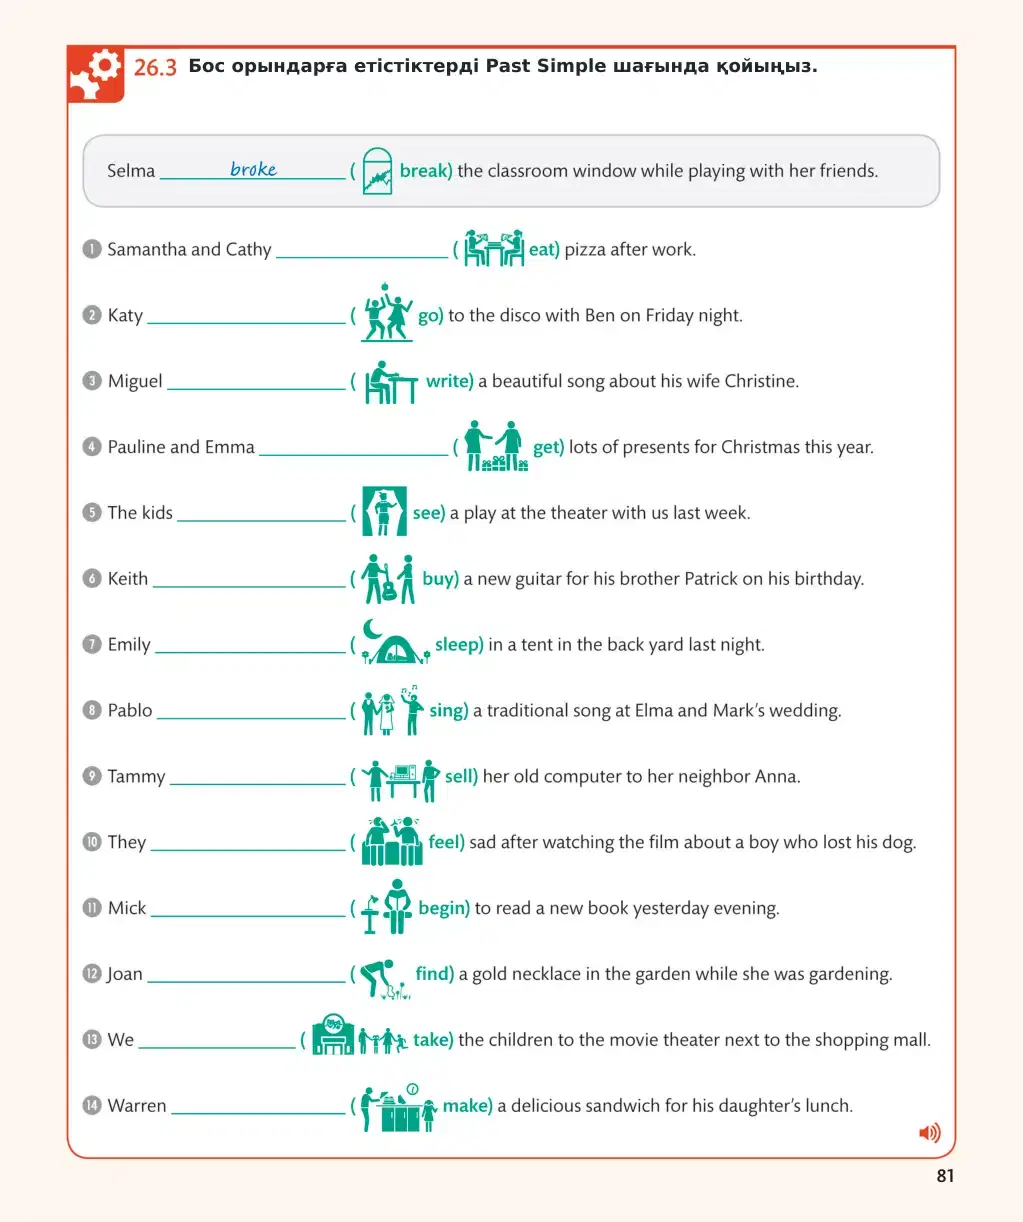 26.3 Бос орындарға етістіктерді Past Simple шағында қойыңыз.
Selma broke ( break) the classroom window while playing with her friends.
1 Samantha and Cathy ( eat) pizza after work.
2 Katy ( go) to the disco with Ben on Friday night.
3 Miguel ( write) a beautiful song about his wife Christine.
4 Pauline and Emma ( get) lots of presents for Christmas this year.
5 The kids ( see) a play at the theater with us last week.
6 Keith ( buy) a new guitar for his brother Patrick on his birthday.
7 Emily ( sleep) in a tent in the back yard last night.
8 Pablo ( sing) a traditional song at Elma and Mark’s wedding.
9 Tammy ( sell) her old computer to her neighbor Anna.
10 They ( feel) sad after watching the film about a boy who lost his dog.
11 Mick ( begin) to read a new book yesterday evening.
12 Joan ( find) a gold necklace in the garden while she was gardening.
13 We ( take) the children to the movie theater next to the shopping mall.
14 Warren ( make) a delicious sandwich for his daughter’s lunch.
81